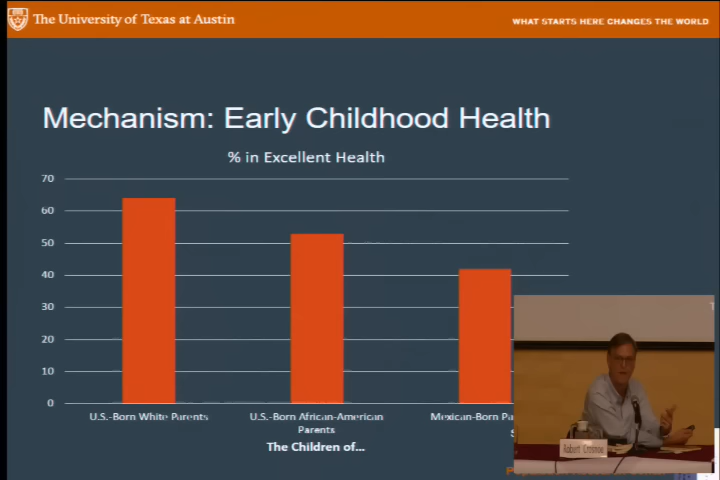 The University of Texas at Austin
WHAT STARTS HERE CHANGES THE WORLD
Mechanism: Early Childhood Health
% in Excellent Health
70
60
50
40
30
20
10
0
U.S.-Born White Parents
U.S.-Born African-American
Parents
Mexican-Born
The Children of...
Robert Crosnoe